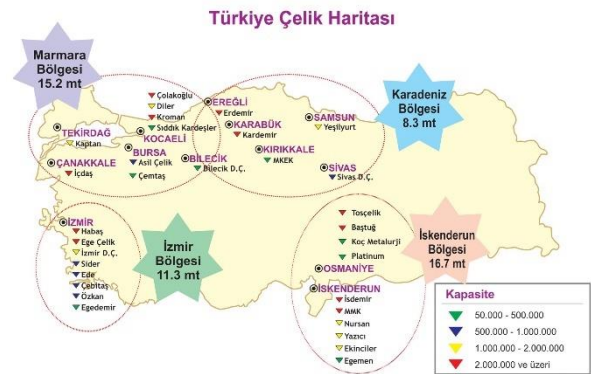 Türkiye Çelik Haritası
Marmara
Bölgesi
15.2 mt
Çolakoğlu
Diler
Kroman
Sıddık Kardeşler
KOCAELİ
TEKİRDAĞ
Kaptan
ÇANAKKALE
İçdaş
BURSA
Asil Çelik
Çemtaş
BİLECİK
Bilecik D.Ç.
EREĞLİ
Erdemir
KARABÜK
Kardemir
KIRIKKALE
MKEK
SAMSUN
Yeşilyurt
SİVAS
Sivas D.Ç.
Karadeniz
Bölgesi
8.3 mt
İZMİR
Habaş
Ege Çelik
İzmir D.Ç.
Sider
Ede
Çebitaş
Özkan
Egedemir
İzmir
Bölgesi
11.3 mt
Tosçelik
Baştuğ
Koç Metalurji
Platinum
OSMANİYE
İSKENDERUN
İsdemir
MMK
Nursan
Yazıcı
Ekinciler
Egemen
İskenderun
Bölgesi
16.7 mt
Kapasite
50.000 - 500.000
500.000 - 1.000.000
1.000.000 - 2.000.000
2.000.000 ve üzeri